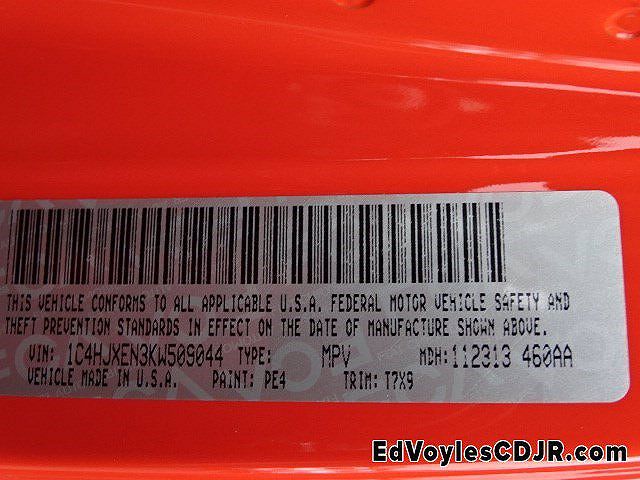 THIS VEHICLE CONFORMS TO ALL APPLICABLE U.S.A. FEDERAL MOTOR VEHICLE SAFETY AND
THEFT PREVENTION STANDARDS IN EFFECT ON THE DATE OF MANUFACTURE SHOWN ABOVE.
VIN: 1C4HJXEN3KW509044 TYPE: MPV MDH: 112313 460AA
VEHICLE MADE IN U.S.A. PAINT: PE4 TRIM: T7X9
EdVoylesCDJR.com